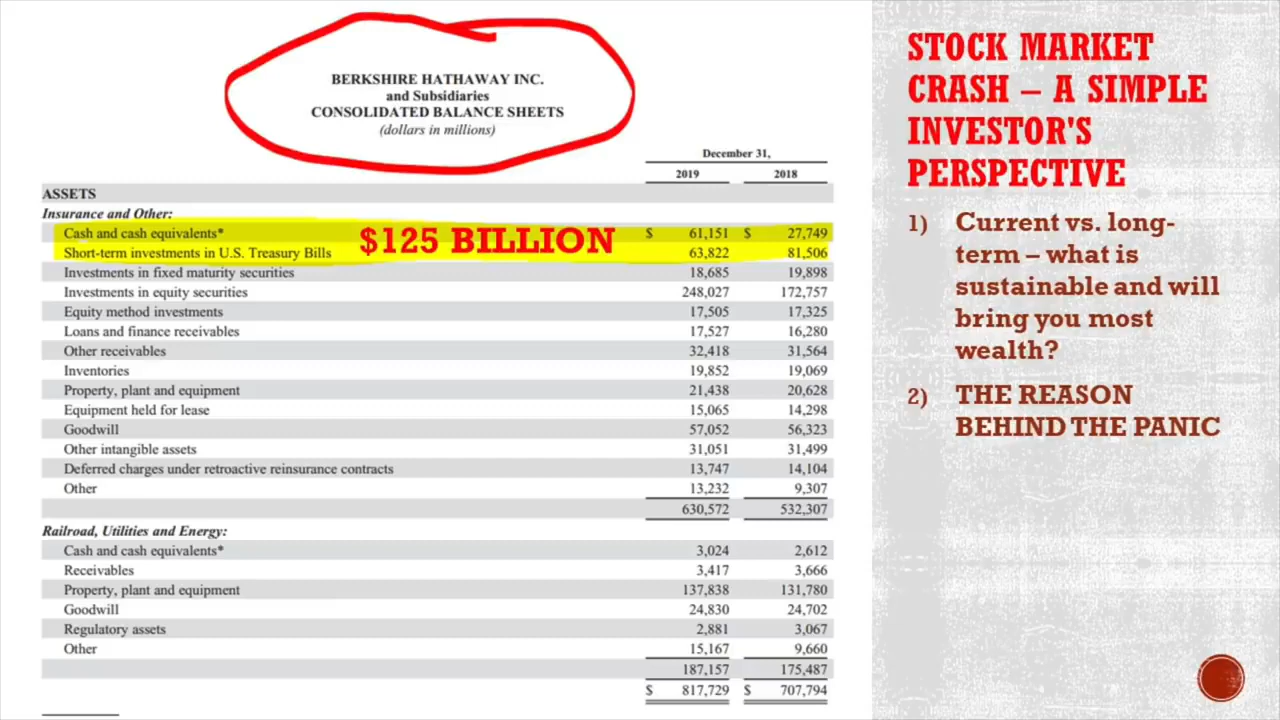 BERKSHIRE HATHAWAY INC.
and Subsidiaries
CONSOLIDATED BALANCE SHEETS
(dollars in millions)
December 31,
2019 2018
ASSETS
Insurance and Other:
Cash and cash equivalents* $ 61,151 $ 27,749
$125 BILLION
Short-term investments in U.S. Treasury Bills 63,822 81,506
Investments in fixed maturity securities 18,685 19,898
Investments in equity securities 248,027 172,757
Equity method investments 17,505 17,325
Loans and finance receivables 17,527 16,280
Other receivables 32,418 31,564
Inventories 19,852 19,069
Property, plant and equipment 21,438 20,628
Equipment held for lease 15,065 14,298
Goodwill 57,052 56,323
Other intangible assets 31,051 31,499
Deferred charges under retroactive reinsurance contracts 13,747 14,104
Other 13,232 9,307
630,572 532,307
Railroad, Utilities and Energy:
Cash and cash equivalents* 3,024 2,612
Receivables 3,417 3,666
Property, plant and equipment 137,838 131,780
Goodwill 24,830 24,702
Regulatory assets 2,881 3,067
Other 15,167 9,660
187,157 175,487
$ 817,729 $ 707,794
STOCK MARKET
CRASH – A SIMPLE
INVESTOR'S
PERSPECTIVE
1) Current vs. long-
term – what is
sustainable and will
bring you most
wealth?
2) THE REASON
BEHIND THE PANIC